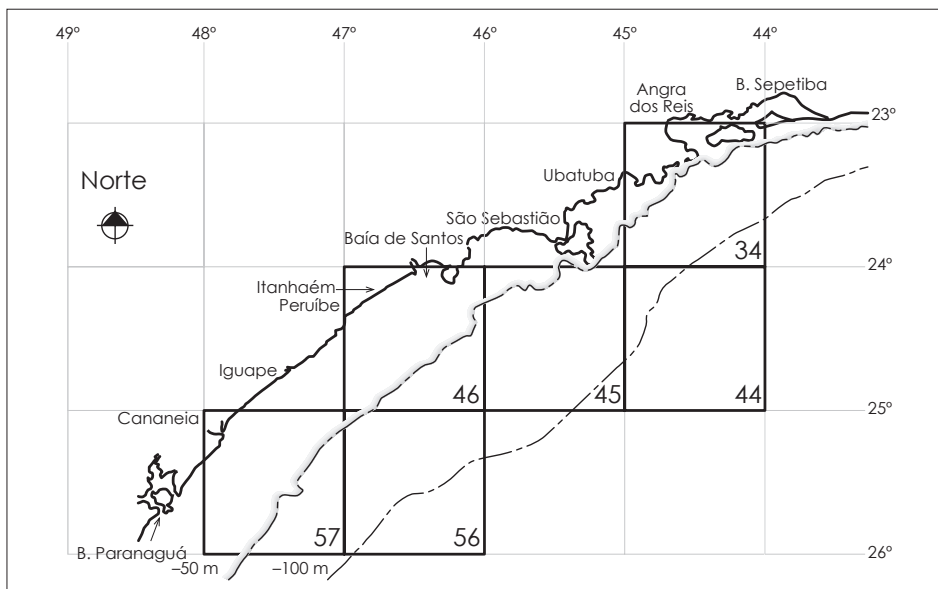 49º 48º 47º 46º 45º 44º
Angra
dos Reis
B. Sepetiba
23º
Norte
Ubatuba
São Sebastião
Baía de Santos
34
24º
Itanhaém
Peruíbe
Iguape
46 45 44
Cananeia
25º
B. Paranaguá
57 56
26º
–50 m –100 m